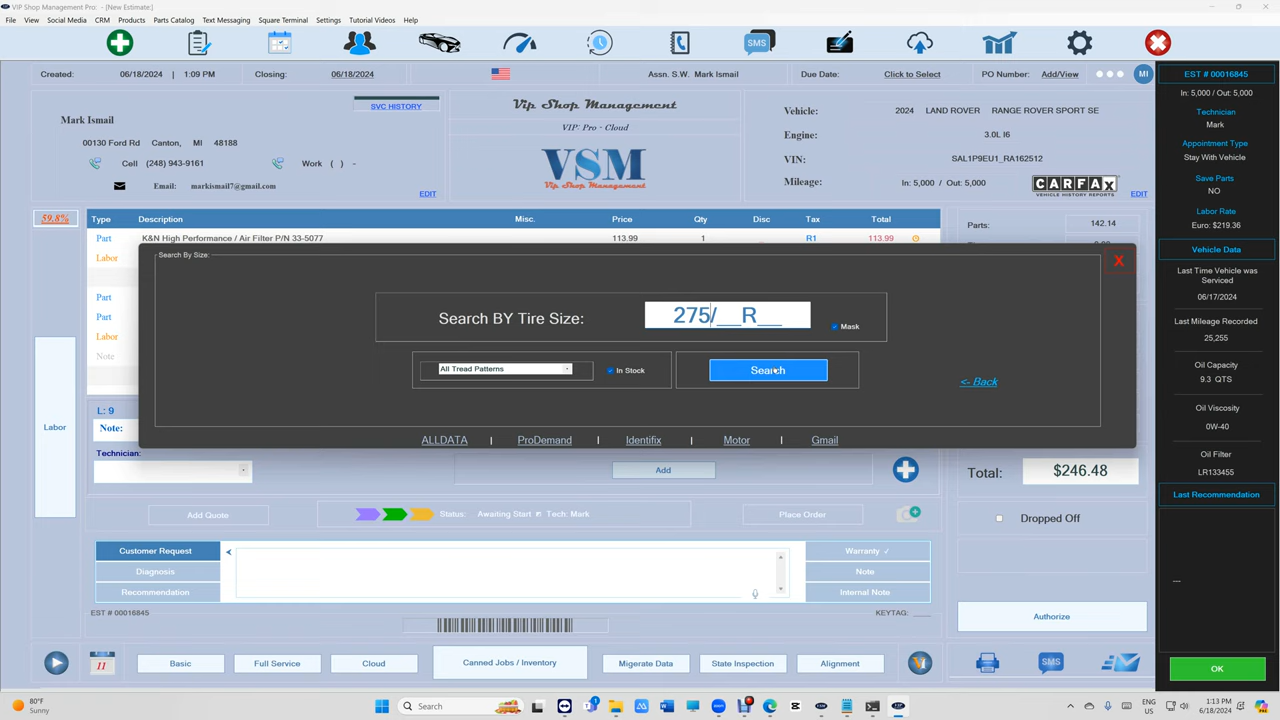 VIP Shop Management Pro: - [New Estimate:]
File View Social Media CRM Products Parts Catalog Text Messaging Square Terminal Settings Tutorial Videos Help
SMS
Created: 06/18/2024 | 1:09 PM Closing: 06/18/2024 Assn. S.W. Mark Ismail Due Date: Click to Select PO Number: Add/View MI
SVC HISTORY
Mark Ismail
00130 Ford Rd Canton, MI 48188
Cell (248) 943-9161 Work ( ) -
Email: markismail7@gmail.com
EDIT
Vip Shop Management
VIP: Pro - Cloud
VSM
Vip Shop Management
Vehicle: 2024 LAND ROVER RANGE ROVER SPORT SE
Engine: 3.0L I6
VIN: SAL1P9EU1_RA162512
Mileage: In: 5,000 / Out: 5,000
CARFAX
VEHICLE HISTORY REPORTS
EDIT
59.8%
Type Description Misc. Price Qty Disc Tax Total
Part K&N High Performance / Air Filter P/N 33-5077 113.99 1 __ R1 113.99
Labor
Part
Part
Labor
Note
Parts: 142.14
Search By Size:
X
Search BY Tire Size: 275/__R__ Mask
All Tread Patterns In Stock Search
<- Back
ALLDATA | ProDemand | Identifix | Motor | Gmail
L: 9
Labor
Note:
Technician:
Add
Total: $246.48
Add Quote
Status: Awaiting Start Tech: Mark
Place Order
Dropped Off
Customer Request
Diagnosis
Recommendation
Warranty ✓
Note
Internal Note
EST # 00016845
KEYTAG: ____
Authorize
11
Basic Full Service Cloud Canned Jobs / Inventory Migerate Data State Inspection Alignment
SMS
EST # 00016845
In: 5,000 / Out: 5,000
Technician
Mark
Appointment Type
Stay With Vehicle
Save Parts
NO
Labor Rate
Euro: $219.36
Vehicle Data
Last Time Vehicle was
Serviced
06/17/2024
Last Mileage Recorded
25,255
Oil Capacity
9.3 QTS
Oil Viscosity
0W-40
Oil Filter
LR133455
Last Recommendation
---
OK
80°F
Sunny
Search
ENG
US
1:13 PM
6/18/2024